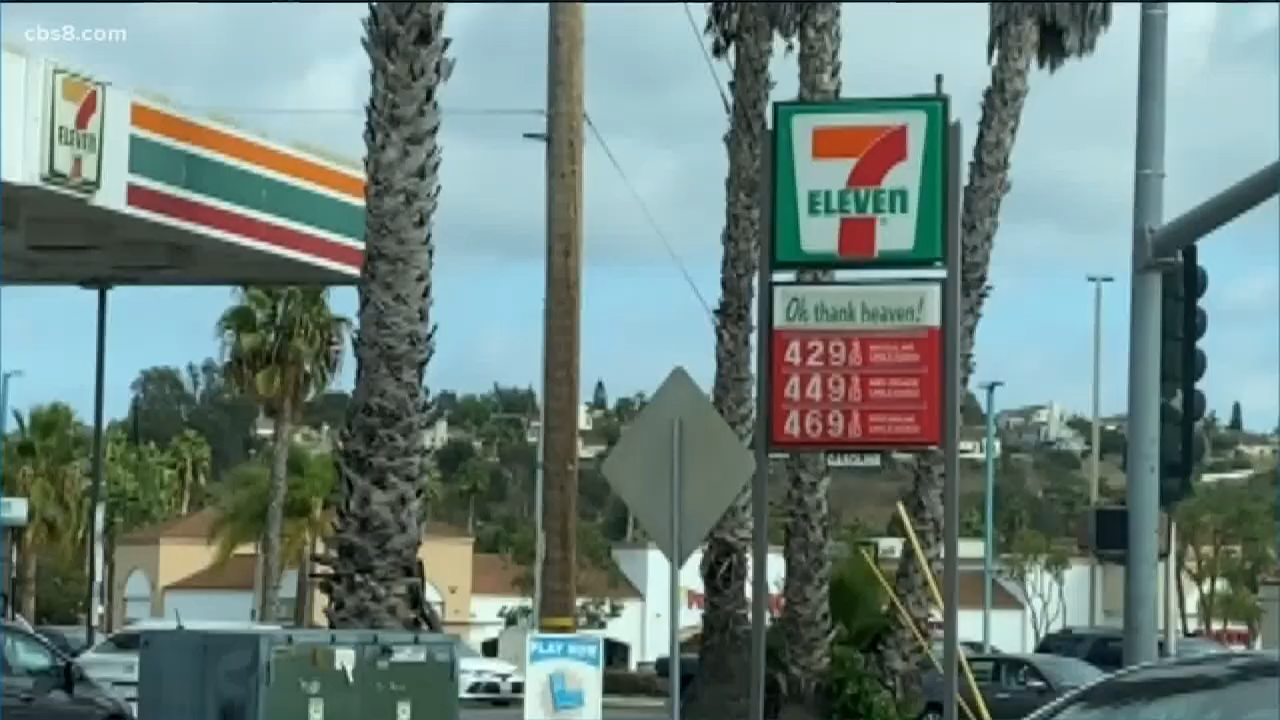 cbs8.com
7
ELEVEN
7
ELEVEN
Oh thank heaven!
429 9/10
449 9/10
469 9/10
PLAY NOW